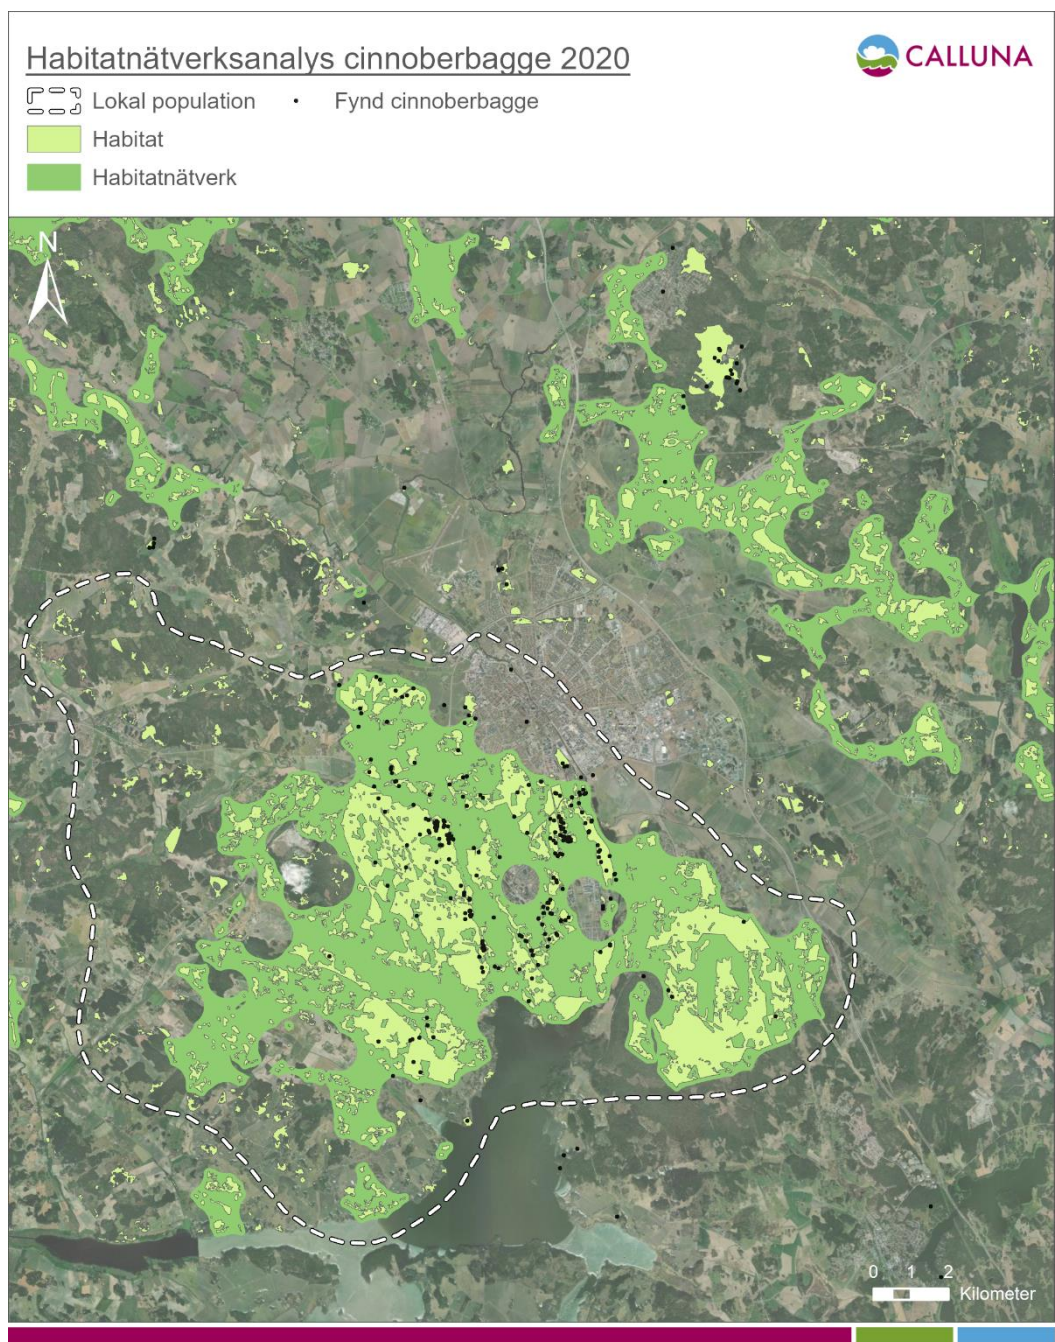 Habitatnätverksanalys cinnoberbagge 2020
CALLUNA
Lokal population
Fynd cinnoberbagge
Habitat
Habitatnätverk
N
0 1 2
Kilometer